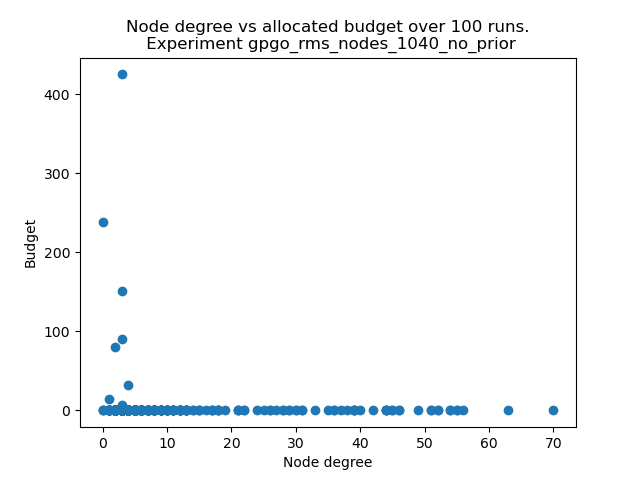 Node degree vs allocated budget over 100 runs.
Experiment gpgo_rms_nodes_1040_no_prior
400
300
200
100
0
Budget
0 10 20 30 40 50 60 70
Node degree